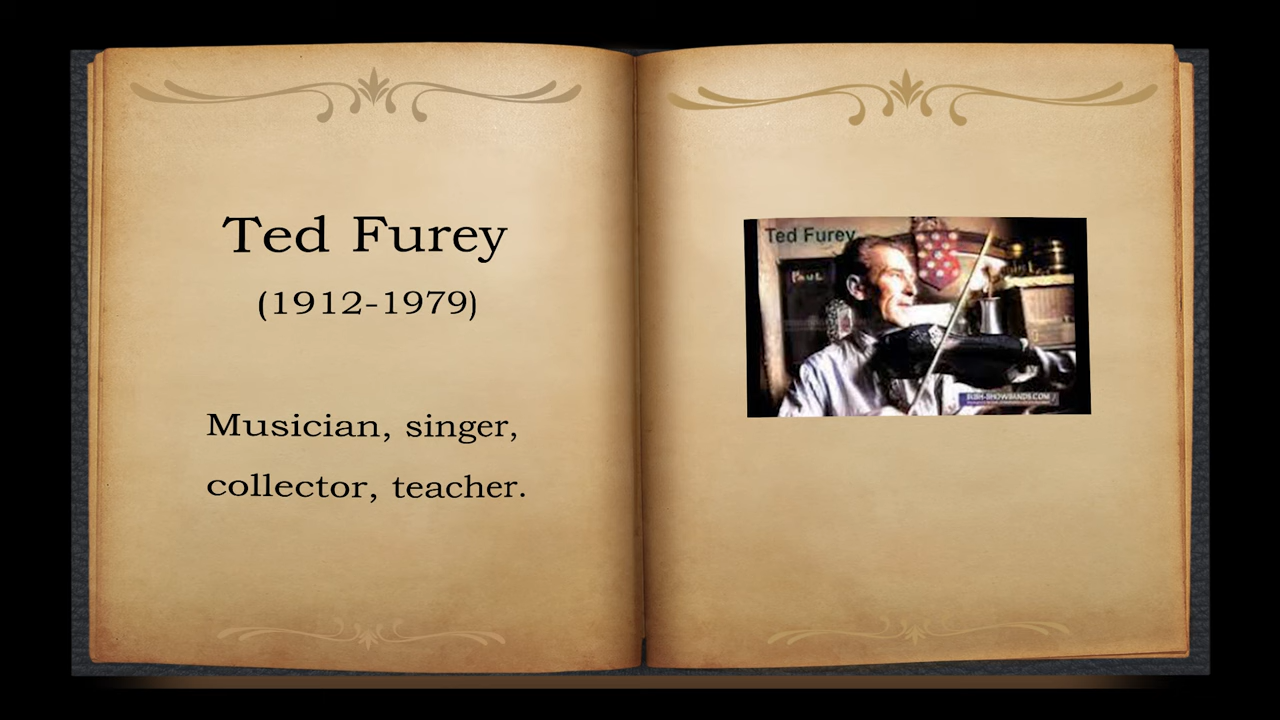 Ted Furey
(1912-1979)
Musician, singer,
collector, teacher.
Ted Furey